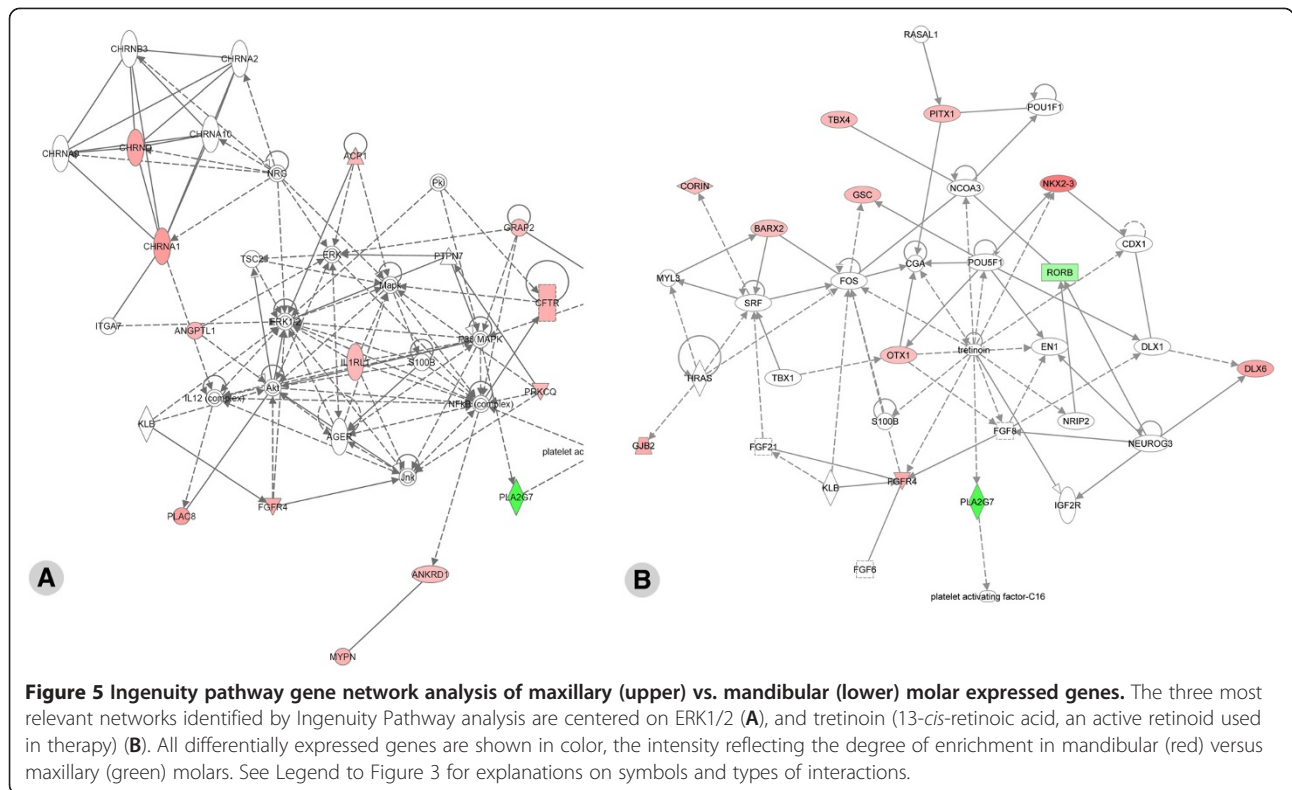 CHRNB3
CHRNA2
CHRNA10
CHRNA9
CHRND
NRG
ACP1
PkI
GRAP2
CHRNA1
TSC2
ERK
PTPN7
Mapk
CFTR
ITGA7
ANGPTL1
ERK1/2
P38 MAPK
IL1RL1
S100B
PRKCQ
Akt
IL12 (complex)
NFkB (complex)
KLB
AGER
platelet ac
Jnk
PLA2G7
PLAC8
FGFR4
A
ANKRD1
MYPN
RASAL1
TBX4
PITX1
POU1F1
CORIN
GSC
NCOA3
NKX2-3
BARX2
CDX1
MYL3
CGA
POU5F1
RORB
FOS
SRF
OTX1
tretinoin
EN1
DLX1
HRAS
TBX1
DLX6
S100B
NRIP2
GJB2
FGF21
FGF8
NEUROG3
KLB
FGFR4
PLA2G7
IGF2R
FGF6
B
platelet activating factor-C16
Figure 5 Ingenuity pathway gene network analysis of maxillary (upper) vs. mandibular (lower) molar expressed genes. The three most
relevant networks identified by Ingenuity Pathway analysis are centered on ERK1/2 (A), and tretinoin (13-cis-retinoic acid, an active retinoid used
in therapy) (B). All differentially expressed genes are shown in color, the intensity reflecting the degree of enrichment in mandibular (red) versus
maxillary (green) molars. See Legend to Figure 3 for explanations on symbols and types of interactions.